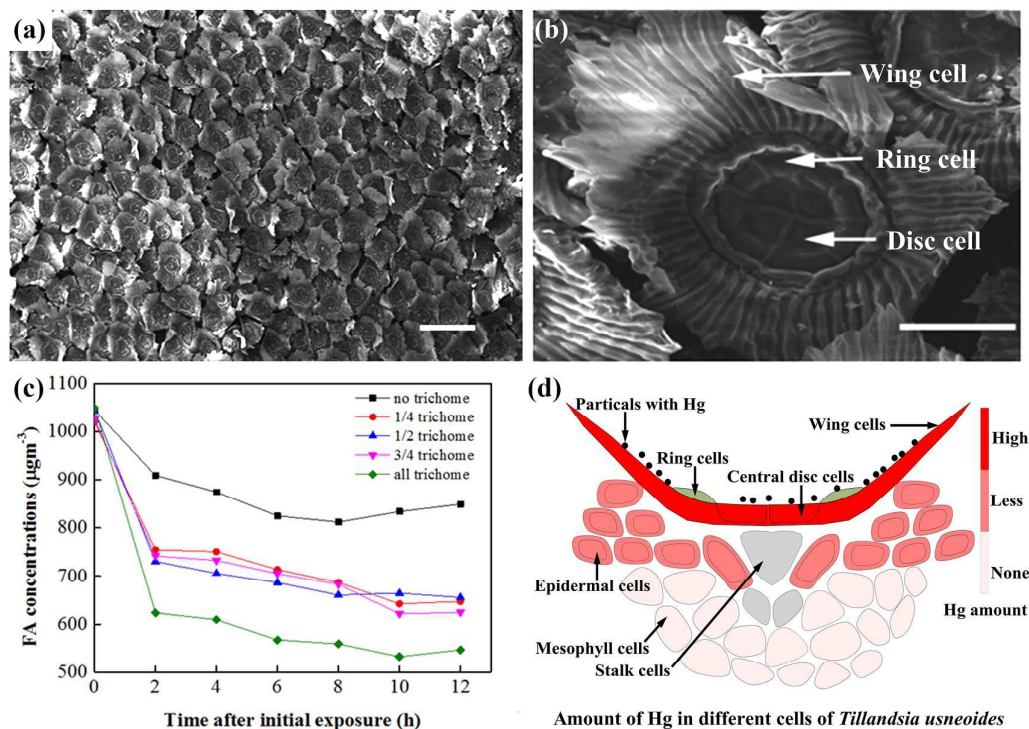 (a)
(b)
Wing cell
Ring cell
Disc cell
(c)
1100
1000
900
800
700
600
500
0
2
4
6
8
10
12
FA concentrations (μgm-3)
Time after initial exposure (h)
no trichome
1/4 trichome
1/2 trichome
3/4 trichome
all trichome
(d)
Particals with Hg
Wing cells
Ring cells
Central disc cells
Epidermal cells
Mesophyll cells
Stalk cells
High
Less
None
Hg amount
Amount of Hg in different cells of Tillandsia usneoides